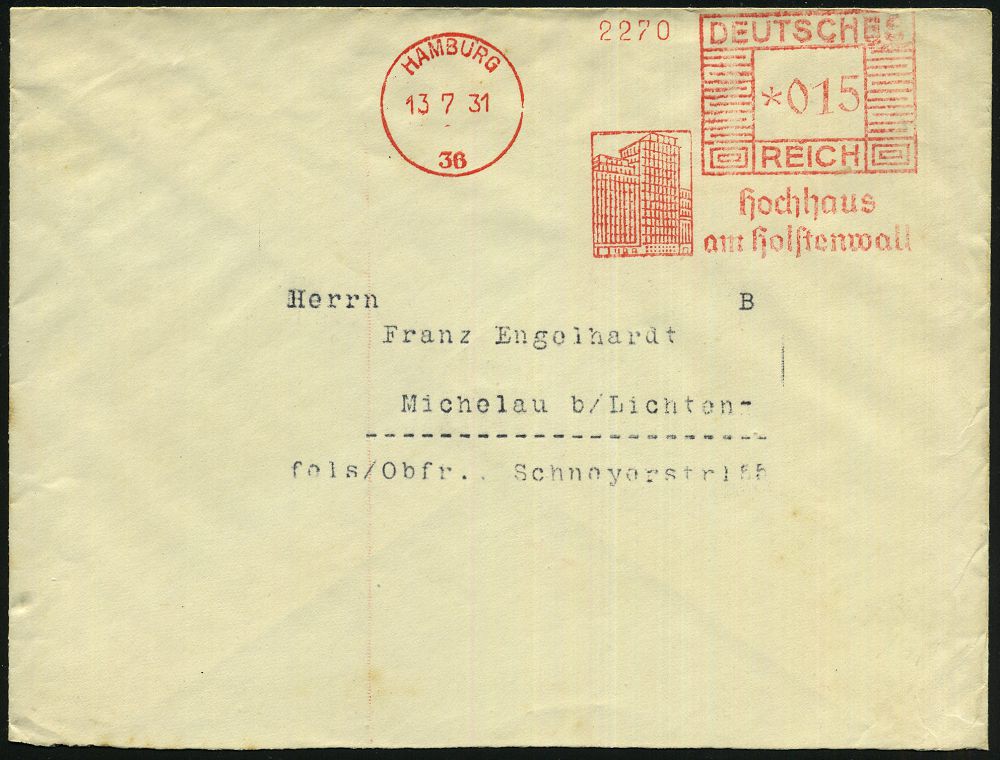 2270
DEUTSCHES
HAMBURG
13 7 31
*015
36
REICH
Hochhaus
am Holstenwall
Herrn B
Franz Engelhardt
Michelau b/Lichten-
fels/Obfr.. Schneyerstr